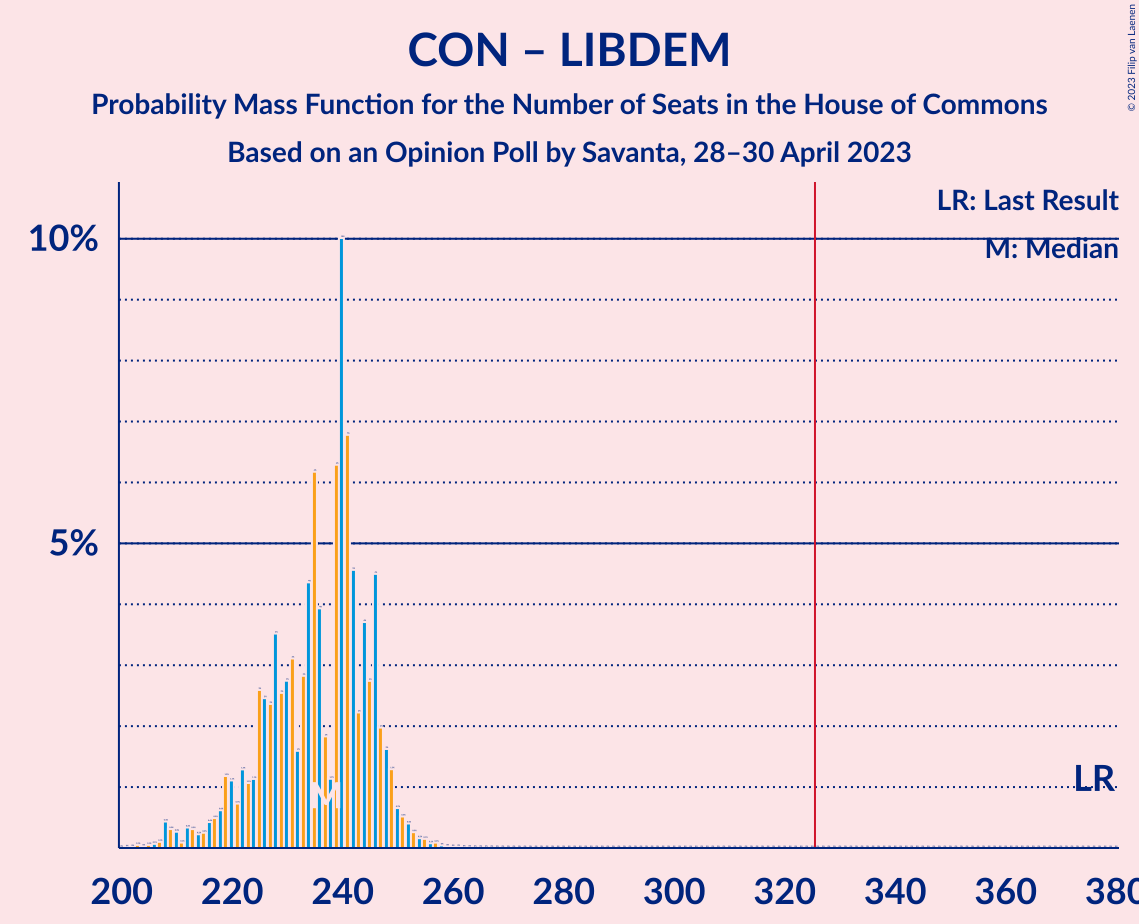 CON – LIBDEM
Probability Mass Function for the Number of Seats in the House of Commons
Based on an Opinion Poll by Savanta, 28–30 April 2023
© 2023 Filip van Laenen
LR: Last Result
M: Median
10%
5%
M
LR
200 220 240 260 280 300 320 340 360 380